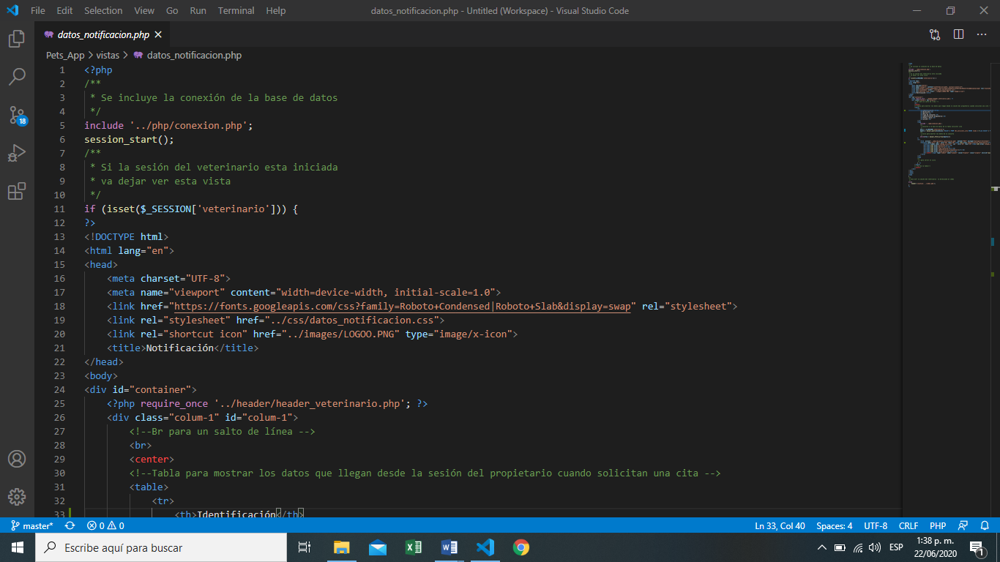 File Edit Selection View Go Run Terminal Help
datos_notificacion.php - Untitled (Workspace) - Visual Studio Code
datos_notificacion.php
Pets_App > vistas > datos_notificacion.php
1 <?php
2 /**
3 * Se incluye la conexión de la base de datos
4 */
5 include '../php/conexion.php';
6 session_start();
7 /**
8 * Si la sesión del veterinario esta iniciada
9 * va dejar ver esta vista
10 */
11 if (isset($_SESSION['veterinario'])) {
12 ?>
13 <!DOCTYPE html>
14 <html lang="en">
15 <head>
16 <meta charset="UTF-8">
17 <meta name="viewport" content="width=device-width, initial-scale=1.0">
18 <link href="https://fonts.googleapis.com/css?family=Roboto+Condensed|Roboto+Slab&display=swap" rel="stylesheet">
19 <link rel="stylesheet" href="../css/datos_notificacion.css">
20 <link rel="shortcut icon" href="../images/LOGOO.PNG" type="image/x-icon">
21 <title>Notificación</title>
22 </head>
23 <body>
24 <div id="container">
25 <?php require_once '../header/header_veterinario.php'; ?>
26 <div class="colum-1" id="colum-1">
27 <!--Br para un salto de línea -->
28 <br>
29 <center>
30 <!--Tabla para mostrar los datos que llegan desde la sesión del propietario cuando solicitan una cita -->
31 <table>
32 <tr>
33 <th>Identificación</th>
18
master* 0 0 Ln 33, Col 40 Spaces: 4 UTF-8 CRLF PHP
Escribe aquí para buscar
ESP
1:38 p. m.
22/06/2020
1